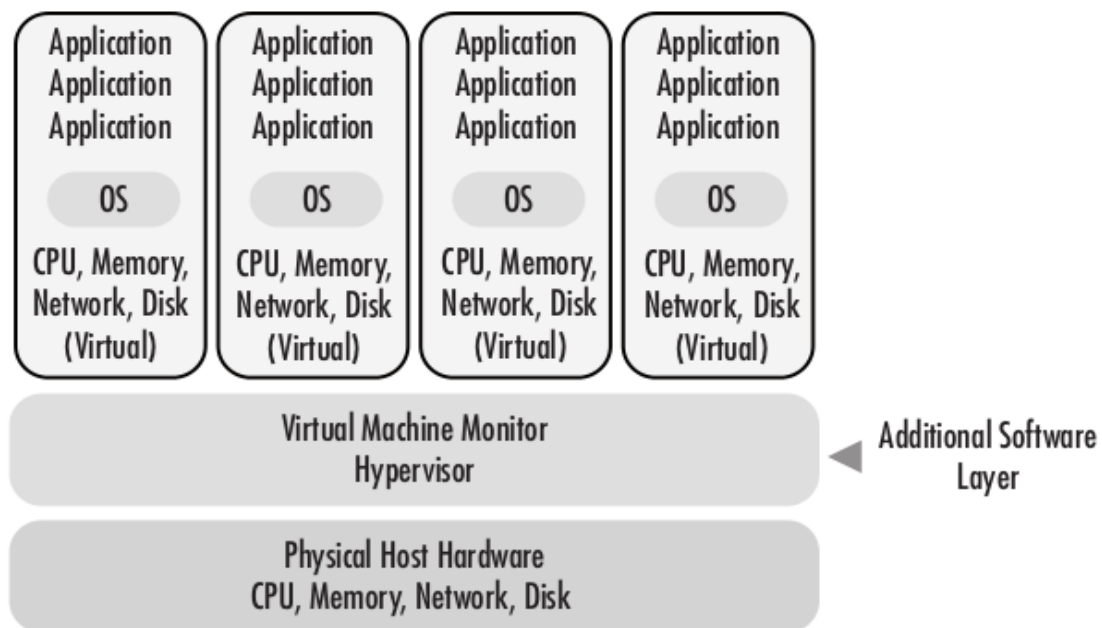 Application
Application
Application
OS
CPU, Memory,
Network, Disk
(Virtual)
Application
Application
Application
OS
CPU, Memory,
Network, Disk
(Virtual)
Application
Application
Application
OS
CPU, Memory,
Network, Disk
(Virtual)
Application
Application
Application
OS
CPU, Memory,
Network, Disk
(Virtual)
Virtual Machine Monitor
Hypervisor
Additional Software
Layer
Physical Host Hardware
CPU, Memory, Network, Disk